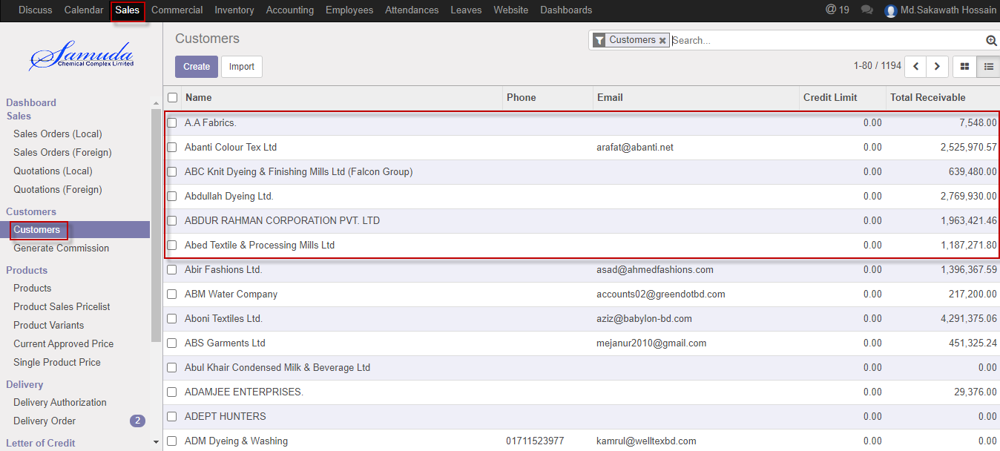 Discuss Calendar Sales Commercial Inventory Accounting Employees Attendances Leaves Website Dashboards @ 19 Md.Sakawath Hossain
Samuda
Chemical Complex Limited
Dashboard
Sales
Sales Orders (Local)
Sales Orders (Foreign)
Quotations (Local)
Quotations (Foreign)
Customers
Customers
Generate Commission
Products
Products
Product Sales Pricelist
Product Variants
Current Approved Price
Single Product Price
Delivery
Delivery Authorization
Delivery Order 2
Letter of Credit
Customers
Customers Search...
Create Import
1-80 / 1194
Name Phone Email Credit Limit Total Receivable
A.A Fabrics. 0.00 7,548.00
Abanti Colour Tex Ltd arafat@abanti.net 0.00 2,525,970.57
ABC Knit Dyeing & Finishing Mills Ltd (Falcon Group) 0.00 639,480.00
Abdullah Dyeing Ltd. 0.00 2,769,930.00
ABDUR RAHMAN CORPORATION PVT. LTD 0.00 1,963,421.46
Abed Textile & Processing Mills Ltd 0.00 1,187,271.80
Abir Fashions Ltd. asad@ahmedfashions.com 0.00 1,396,367.59
ABM Water Company accounts02@greendotbd.com 0.00 217,200.00
Aboni Textiles Ltd. aziz@babylon-bd.com 0.00 4,291,375.06
ABS Garments Ltd mejanur2010@gmail.com 0.00 451,325.24
Abul Khair Condensed Milk & Beverage Ltd 0.00 0.00
ADAMJEE ENTERPRISES. 0.00 29,376.00
ADEPT HUNTERS 0.00 0.00
ADM Dyeing & Washing 01711523977 kamrul@welltexbd.com 0.00 0.00